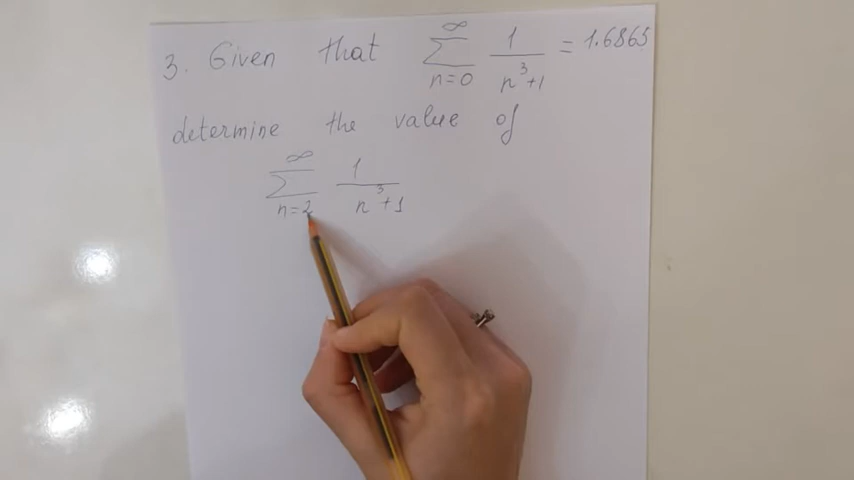 3. Given that ∑_{n=0}^{∞} 1/(n³+1) = 1.6865
determine the value of
∑_{n=2}^{∞} 1/(n³+1)